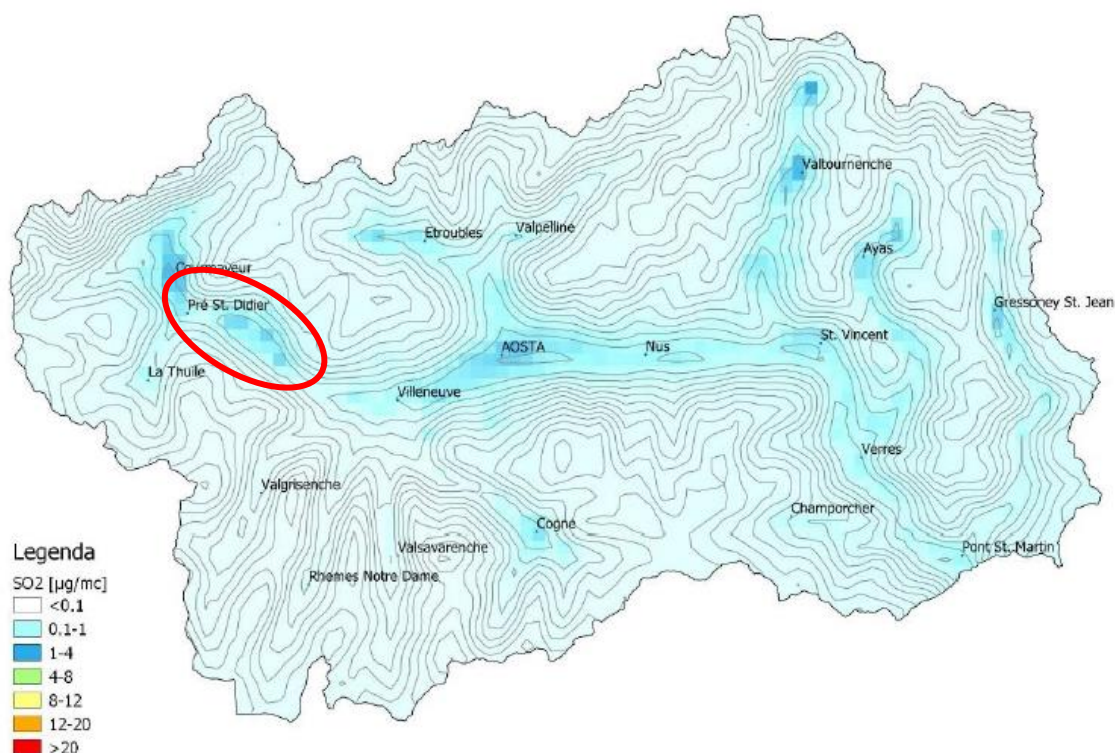 Valtournenche
Etroubles
Valpelline
Ayas
Courmayeur
Pré St. Didier
Gressoney St. Jean
AOSTA
Nus
St. Vincent
La Thuile
Villeneuve
Verres
Valgrisenche
Champorcher
Cogne
Valsavarenche
Pont St. Martin
Rhemes Notre Dame
Legenda
SO2 [µg/mc]
<0.1
0.1-1
1-4
4-8
8-12
12-20
>20